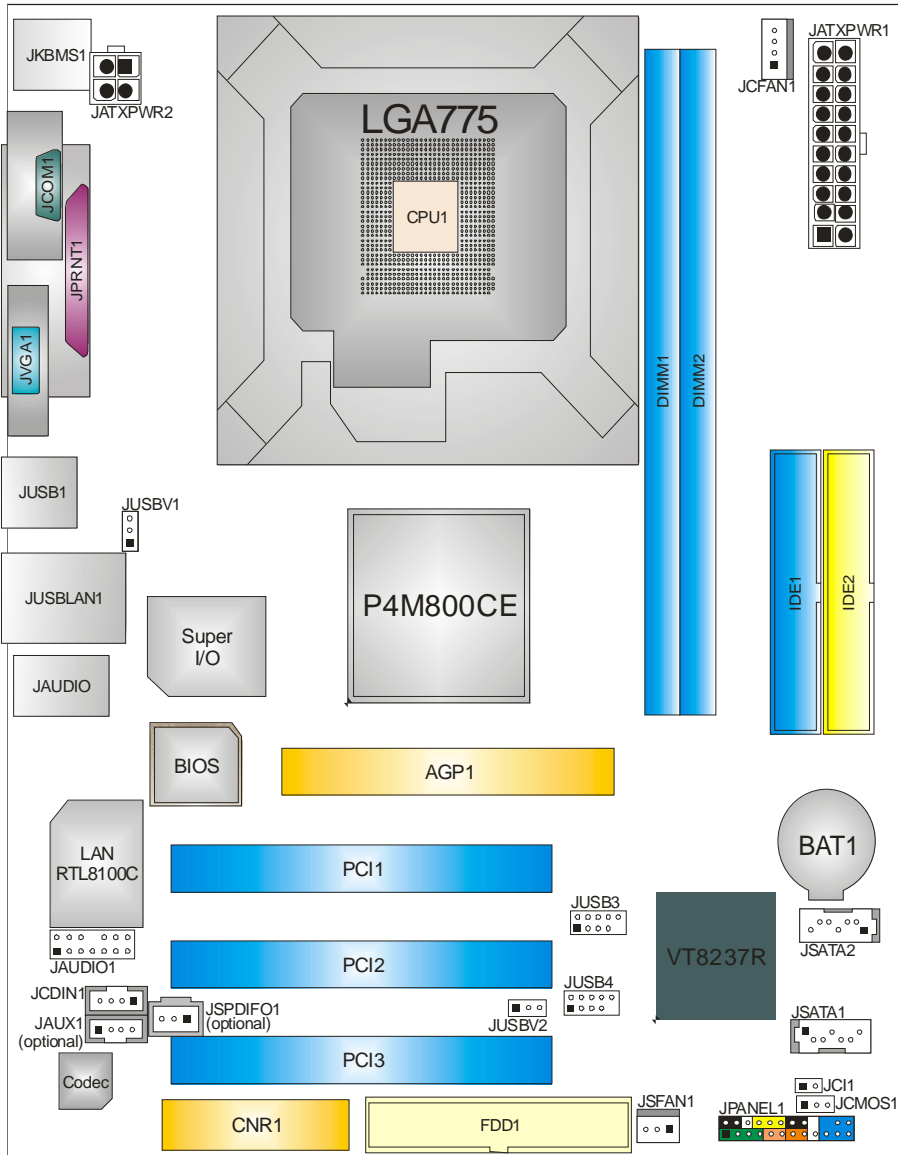 JKBMS1
JATXPWR2
JCFAN1
JATXPWR1
LGA775
CPU1
JCOM1
JPRNT1
JVGA1
DIMM1
DIMM2
JUSB1
JUSBV1
JUSBLAN1
IDE1
IDE2
P4M800CE
Super
I/O
JAUDIO
BIOS
AGP1
BAT1
LAN
RTL8100C
PCI1
JUSB3
VT8237R
JSATA2
JAUDIO1
PCI2
JCDIN1
JAUX1
(optional)
JSPDIFO1
(optional)
JUSBV2
JUSB4
JSATA1
PCI3
Codec
JCI1
JCMOS1
CNR1
FDD1
JSFAN1
JPANEL1